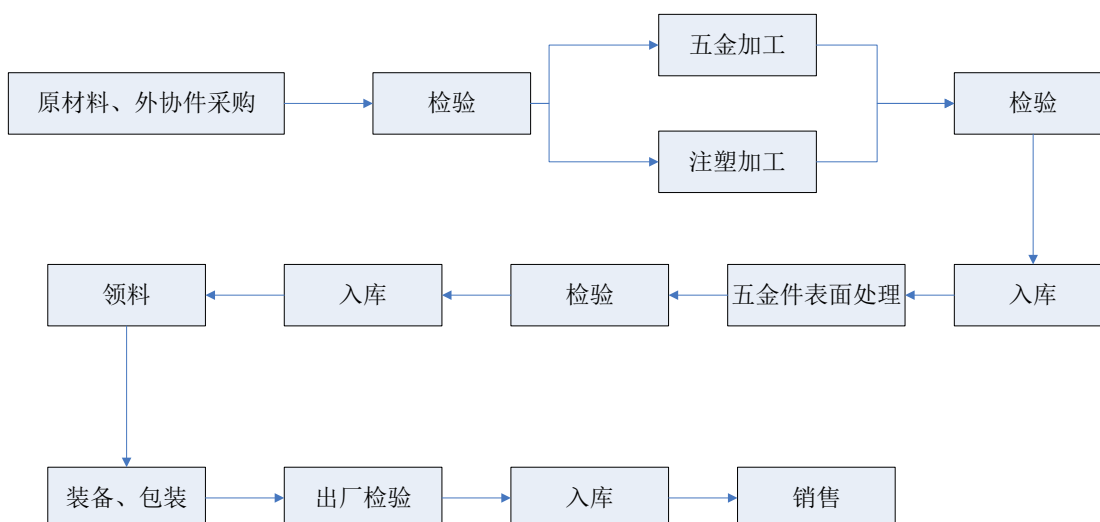 原材料、外协件采购
检验
五金加工
注塑加工
检验
入库
五金件表面处理
检验
入库
领料
装备、包装
出厂检验
入库
销售